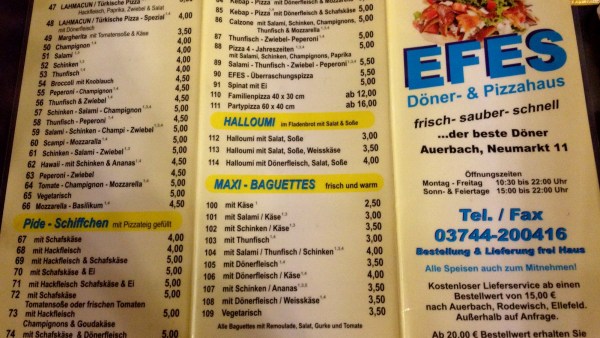 47 LAHMACUN / Türkische Pizza
Hackfleisch, Paprika, Zwiebel & Salat
48 LAHMACUN / Türkische Pizza - Spezial 4,00
mit Dönerfleisch
49 Margherita mit Tomatensoße & Käse 3,50
50 Champignon 4,00
51 Salami 4,00
52 Schinken 4,00
53 Thunfisch 4,00
54 Broccoli mit Knoblauch 4,50
55 Peperoni - Champignon 4,50
56 Thunfisch & Zwiebel 4,50
57 Schinken - Salami - Champignon 5,00
58 Thunfisch - Peperoni 4,50
59 Salami - Schinken - Champi - Zwiebel 5,00
60 Scampi - Mozzaralla 5,00
61 Schinken - Salami - Zwiebel 5,00
62 Hawaii - mit Schinken & Ananas 4,50
63 Peperoni - Zwiebel 4,50
64 Tomate - Champignon - Mozzarella 5,00
65 Vegetarisch 5,00
66 Mozzarella - Basilikum 4,50
Pide - Schiffchen mit Pizzateig gefüllt
67 mit Schafskäse 4,00
68 mit Hackfleisch 4,00
69 mit Hackfleisch & Schafskäse 5,00
70 mit Schafskäse & Ei 5,00
71 mit Hackfleisch Schafskäse & Ei 5,00
72 mit Schafskäse 5,00
Tomatensoße oder frischen Tomaten
73 mit Hackfleisch 5,00
Champignons & Goudakäse
74 mit Schafskäse & Dönerfleisch 5,00
84 Kebap - Pizza mit Dönerfleisch
85 Kebap - Pizza mit Dönerfleisch & Schafskäse 5,00
86 Calzone mit Salami, Schinken, Champignons, 5,00
Thunfisch & Mozzarella
87 Thunfisch - Zwiebel - Peperoni 5,00
88 Pizza 4 - Jahreszeiten 5,50
mit Salami, Schinken, Champignons, Paprika
89 Salami - Thunfisch - Zwiebel - Peperoni 5,50
90 EFES - Überraschungspizza 5,50
91 Spinat mit Ei 5,00
110 Familienpizza 40 x 30 cm ab 12,00
111 Partypizza 60 x 40 cm ab 16,00
HALLOUMI im Fladenbrot mit Salat & Soße
112 Halloumi mit Salat, Soße 3,00
113 Halloumi mit Salat, Soße, Weisskäse 3,50
114 Halloumi mit Dönerfleisch, Salat, Soße 4,00
MAXI - BAGUETTES frisch und warm
100 mit Käse 2,50
101 mit Salami / Käse 3,50
102 mit Schinken / Käse 3,50
103 mit Thunfisch 3,50
104 mit Salami / Thunfisch / Schinken 4,00
105 mit Dönerfleisch 3,50
106 mit Dönerfleisch / Käse 3,50
107 mit Schinken / Ananas 3,50
108 mit Dönerfleisch / Weisskäse 3,50
109 Vegetarisch 3,50
Alle Baguettes mit Remoulade, Salat, Gurke und Tomate
EFES
Döner- & Pizzahaus
frisch- sauber- schnell
...der beste Döner
Auerbach, Neumarkt 11
Öffnungszeiten
Montag - Freitag 10:30 bis 22:00 Uhr
Sonn- & Feiertage 15:00 bis 22:00 Uhr
Tel. / Fax
03744-200416
Bestellung & Lieferung frei Haus
Alle Speisen auch zum Mitnehmen!
Kostenloser Lieferservice ab einen
Bestellwert von 15,00 €
nach Auerbach, Rodewisch, Ellefeld.
Außerhalb auf Anfrage.
Ab 20,00 € Bestellwert erhalten Sie